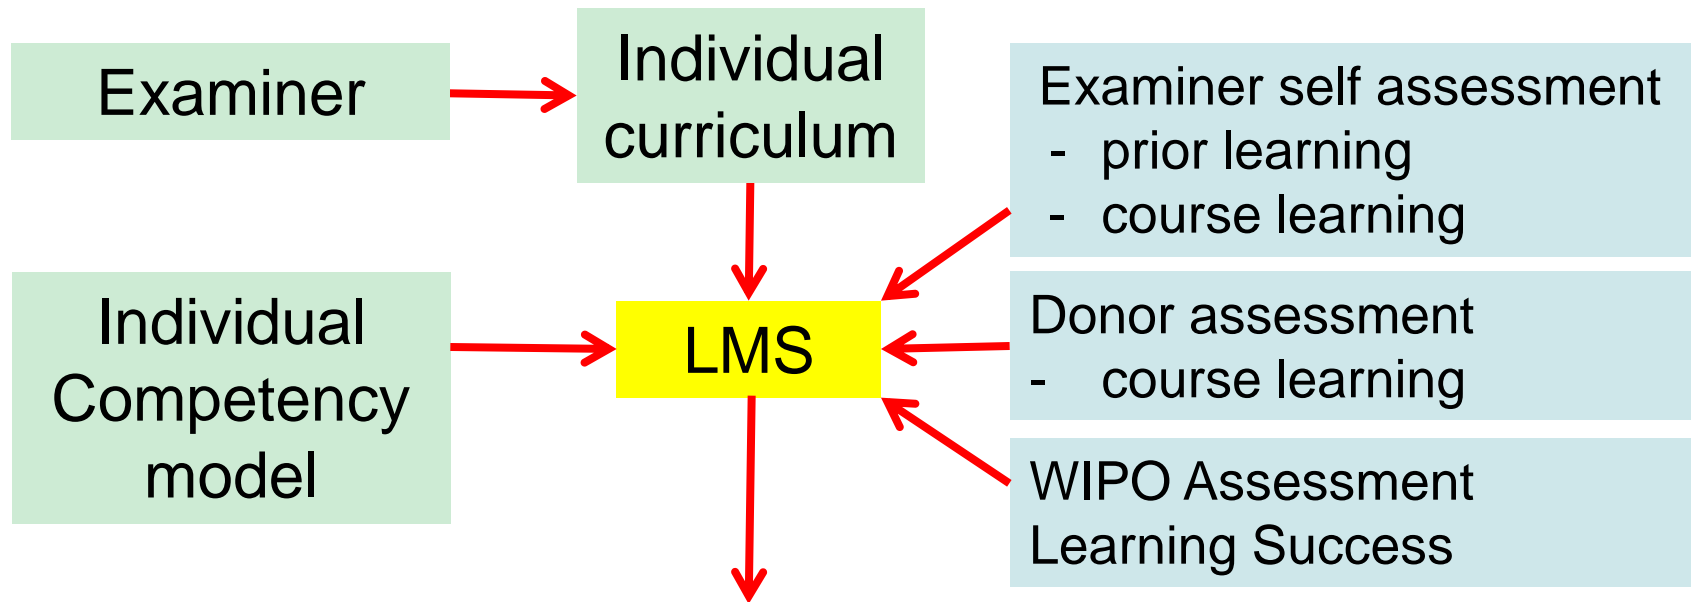 Examiner
Individual
curriculum
Examiner self assessment
- prior learning
- course learning
Individual
Competency
model
LMS
Donor assessment
- course learning
WIPO Assessment
Learning Success